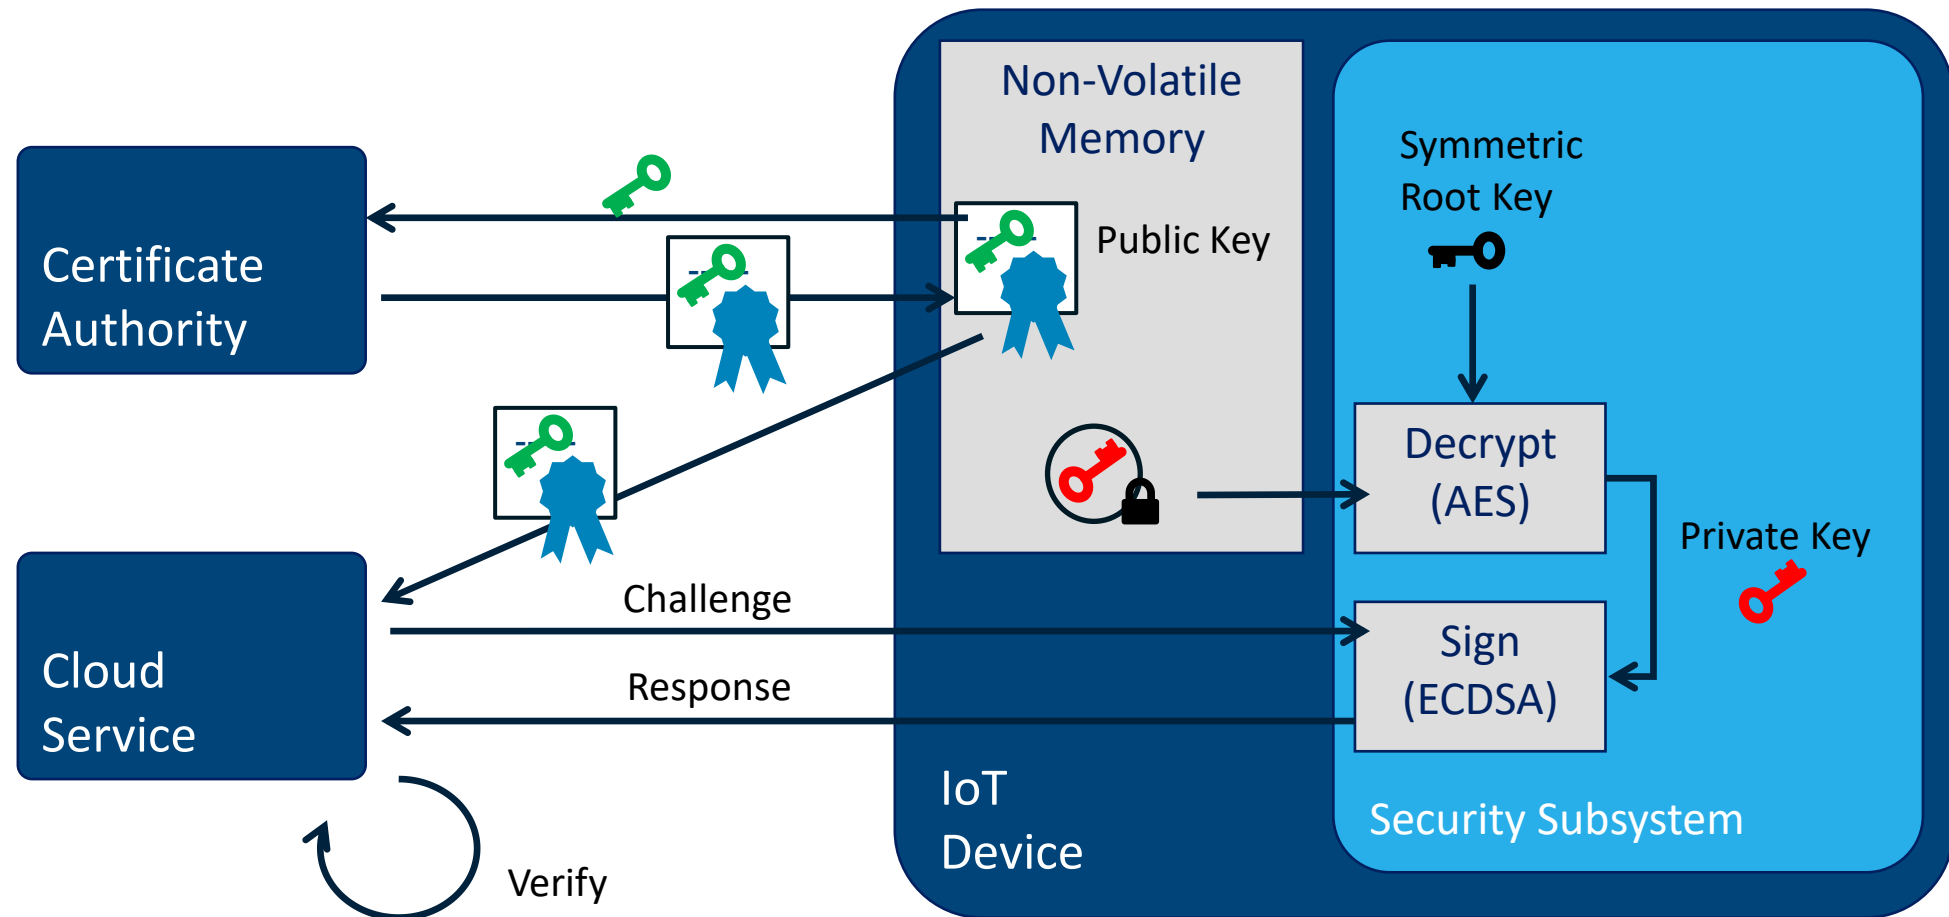 Non-Volatile
Memory
Symmetric
Root Key
Certificate
Authority
Public Key
Decrypt
(AES)
Private Key
Challenge
Sign
(ECDSA)
Cloud
Service
Response
IoT
Device
Security Subsystem
Verify